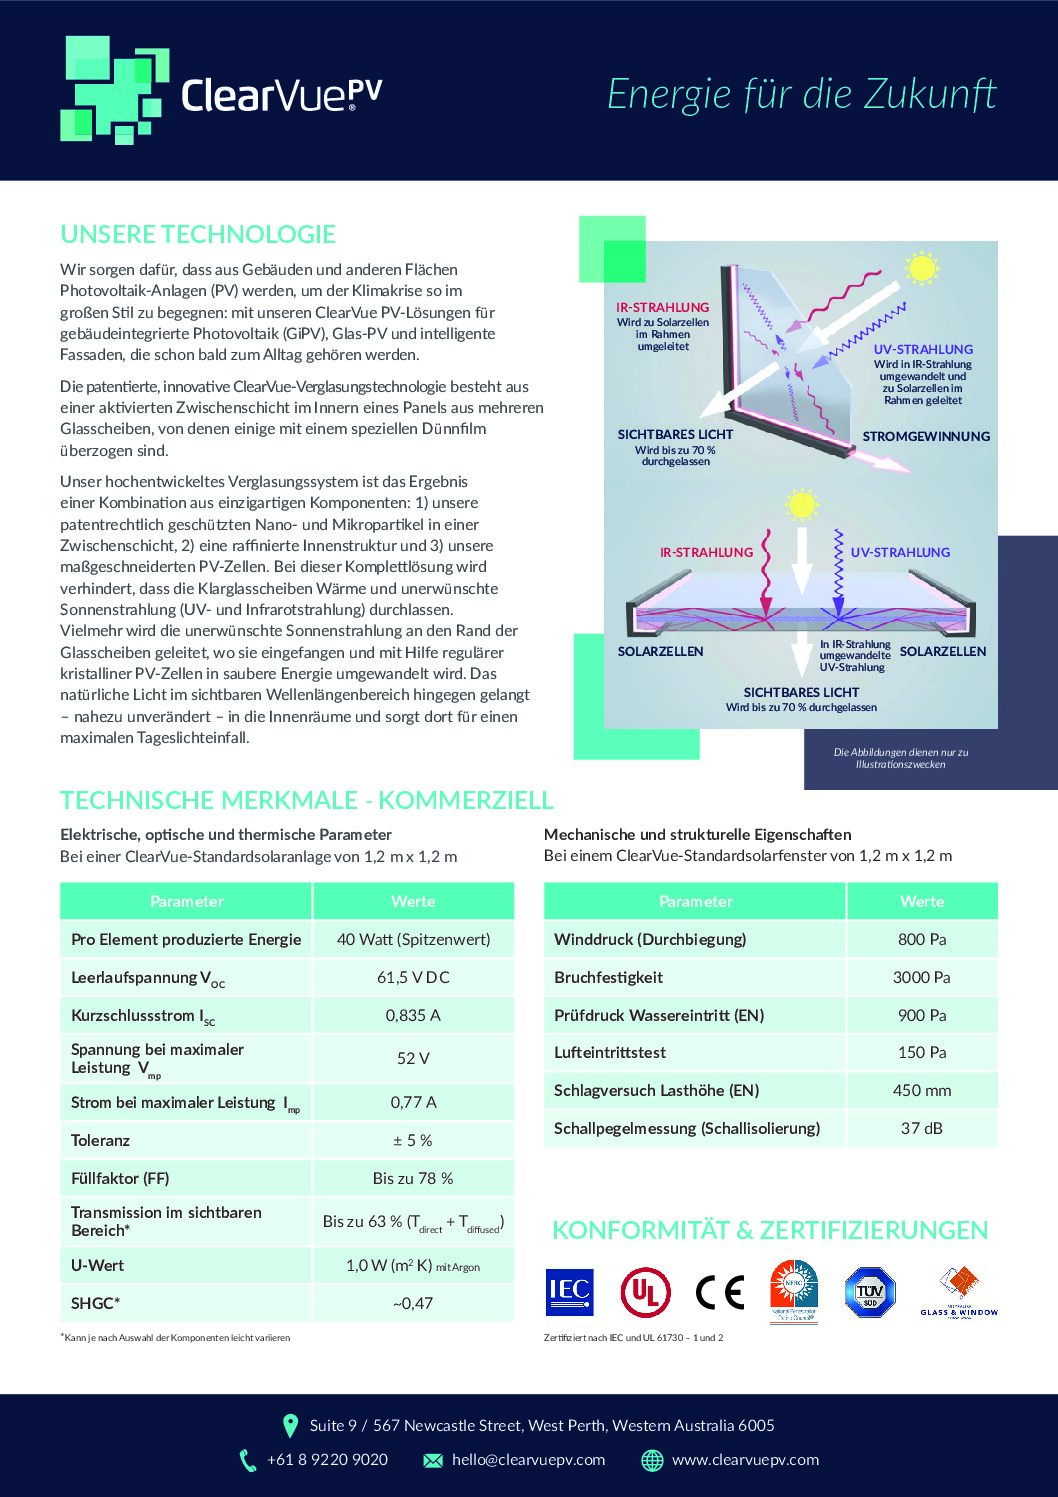 ClearVuePV®
Energie für die Zukunft
UNSERE TECHNOLOGIE
Wir sorgen dafür, dass aus Gebäuden und anderen Flächen
Photovoltaik-Anlagen (PV) werden, um der Klimakrise so im
großen Stil zu begegnen: mit unseren ClearVue PV-Lösungen für
gebäudeintegrierte Photovoltaik (GiPV), Glas-PV und intelligente
Fassaden, die schon bald zum Alltag gehören werden.
Die patentierte, innovative ClearVue-Verglasungstechnologie besteht aus
einer aktivierten Zwischenschicht im Innern eines Panels aus mehreren
Glasscheiben, von denen einige mit einem speziellen Dünnfilm
überzogen sind.
Unser hochentwickeltes Verglasungssystem ist das Ergebnis
einer Kombination aus einzigartigen Komponenten: 1) unsere
patentrechtlich geschützten Nano- und Mikropartikel in einer
Zwischenschicht, 2) eine raffinierte Innenstruktur und 3) unsere
maßgeschneiderten PV-Zellen. Bei dieser Komplettlösung wird
verhindert, dass die Klarglasscheiben Wärme und unerwünschte
Sonnenstrahlung (UV- und Infrarotstrahlung) durchlassen.
Vielmehr wird die unerwünschte Sonnenstrahlung an den Rand der
Glasscheiben geleitet, wo sie eingefangen und mit Hilfe regulärer
kristalliner PV-Zellen in saubere Energie umgewandelt wird. Das
natürliche Licht im sichtbaren Wellenlängenbereich hingegen gelangt
– nahezu unverändert – in die Innenräume und sorgt dort für einen
maximalen Tageslichteinfall.
IR-STRAHLUNG
Wird zu Solarzellen
im Rahmen
umgeleitet
UV-STRAHLUNG
Wird in IR-Strahlung
umgewandelt und
zu Solarzellen im
Rahmen geleitet
SICHTBARES LICHT
Wird bis zu 70 %
durchgelassen
STROMGEWINNUNG
IR-STRAHLUNG
UV-STRAHLUNG
SOLARZELLEN
In IR-Strahlung
umgewandelte
UV-Strahlung
SOLARZELLEN
SICHTBARES LICHT
Wird bis zu 70 % durchgelassen
Die Abbildungen dienen nur zu
Illustrationszwecken
TECHNISCHE MERKMALE - KOMMERZIELL
Elektrische, optische und thermische Parameter
Bei einer ClearVue-Standardsolaranlage von 1,2 m x 1,2 m
Parameter Werte
Pro Element produzierte Energie 40 Watt (Spitzenwert)
Leerlaufspannung VOC 61,5 V DC
Kurzschlussstrom ISC 0,835 A
Spannung bei maximaler
Leistung Vmp 52 V
Strom bei maximaler Leistung Imp 0,77 A
Toleranz ± 5 %
Füllfaktor (FF) Bis zu 78 %
Transmission im sichtbaren
Bereich* Bis zu 63 % (Tdirect + Tdiffused)
U-Wert 1,0 W (m² K) mit Argon
SHGC* ~0,47
*Kann je nach Auswahl der Komponenten leicht variieren
Mechanische und strukturelle Eigenschaften
Bei einem ClearVue-Standardsolarfenster von 1,2 m x 1,2 m
Parameter Werte
Winddruck (Durchbiegung) 800 Pa
Bruchfestigkeit 3000 Pa
Prüfdruck Wassereintritt (EN) 900 Pa
Lufteintrittstest 150 Pa
Schlagversuch Lasthöhe (EN) 450 mm
Schallpegelmessung (Schallisolierung) 37 dB
KONFORMITÄT & ZERTIFIZIERUNGEN
IEC
UL
CE
NFRC
National Fenestration
Rating Council®
TÜV
SÜD
AUSTRALIAN
GLASS & WINDOW
Zertifiziert nach IEC und UL 61730 – 1 und 2
Suite 9 / 567 Newcastle Street, West Perth, Western Australia 6005
+61 8 9220 9020 hello@clearvuepv.com www.clearvuepv.com